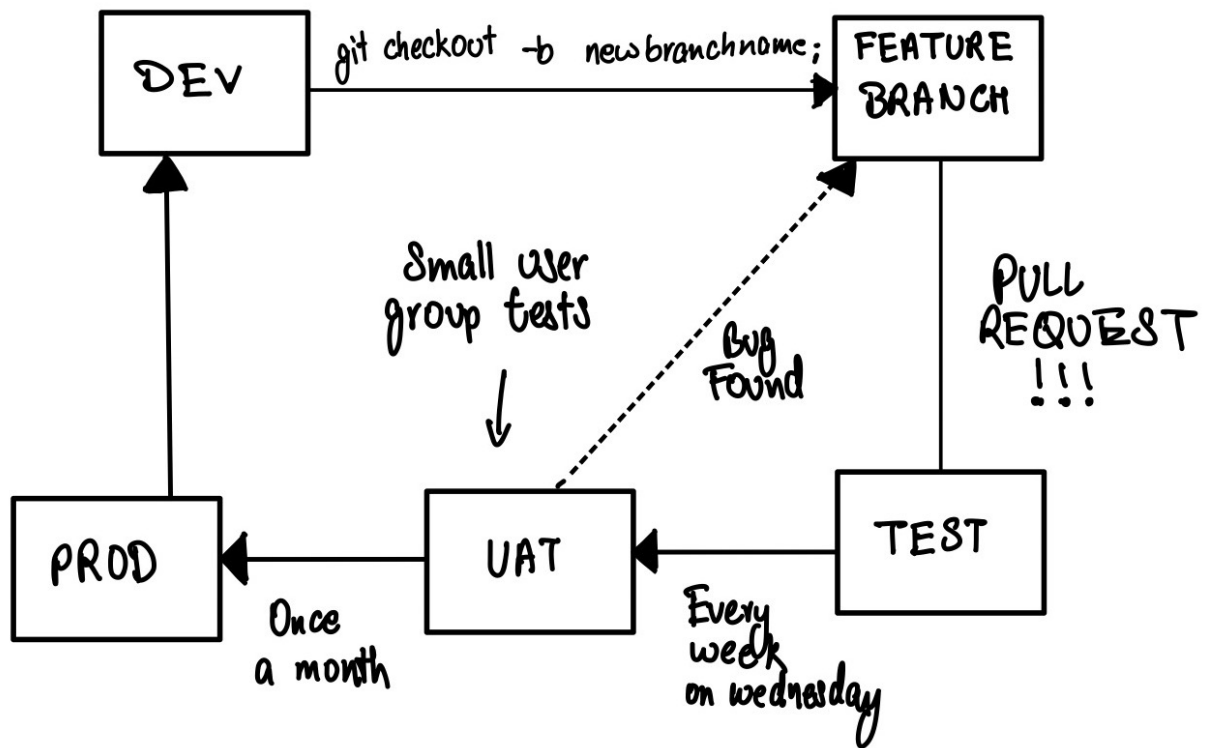 DEV
git checkout -b newbranchname;
FEATURE
BRANCH
Small user
group tests
Bug
Found
PULL
REQUEST
!!!
PROD
UAT
TEST
Once
a month
Every
week
on wednesday